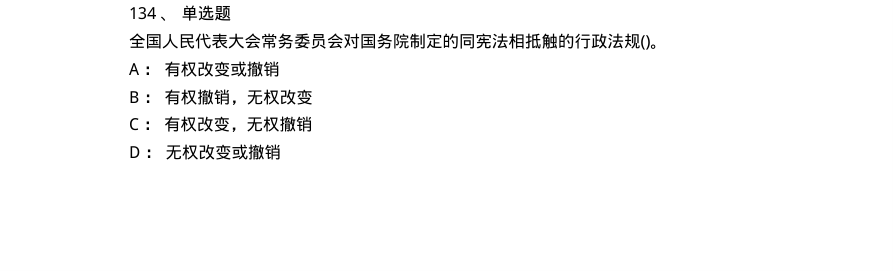 134 、 单选题
全国人民代表大会常务委员会对国务院制定的同宪法相抵触的行政法规()。
A ： 有权改变或撤销
B ： 有权撤销，无权改变
C ： 有权改变，无权撤销
D ： 无权改变或撤销